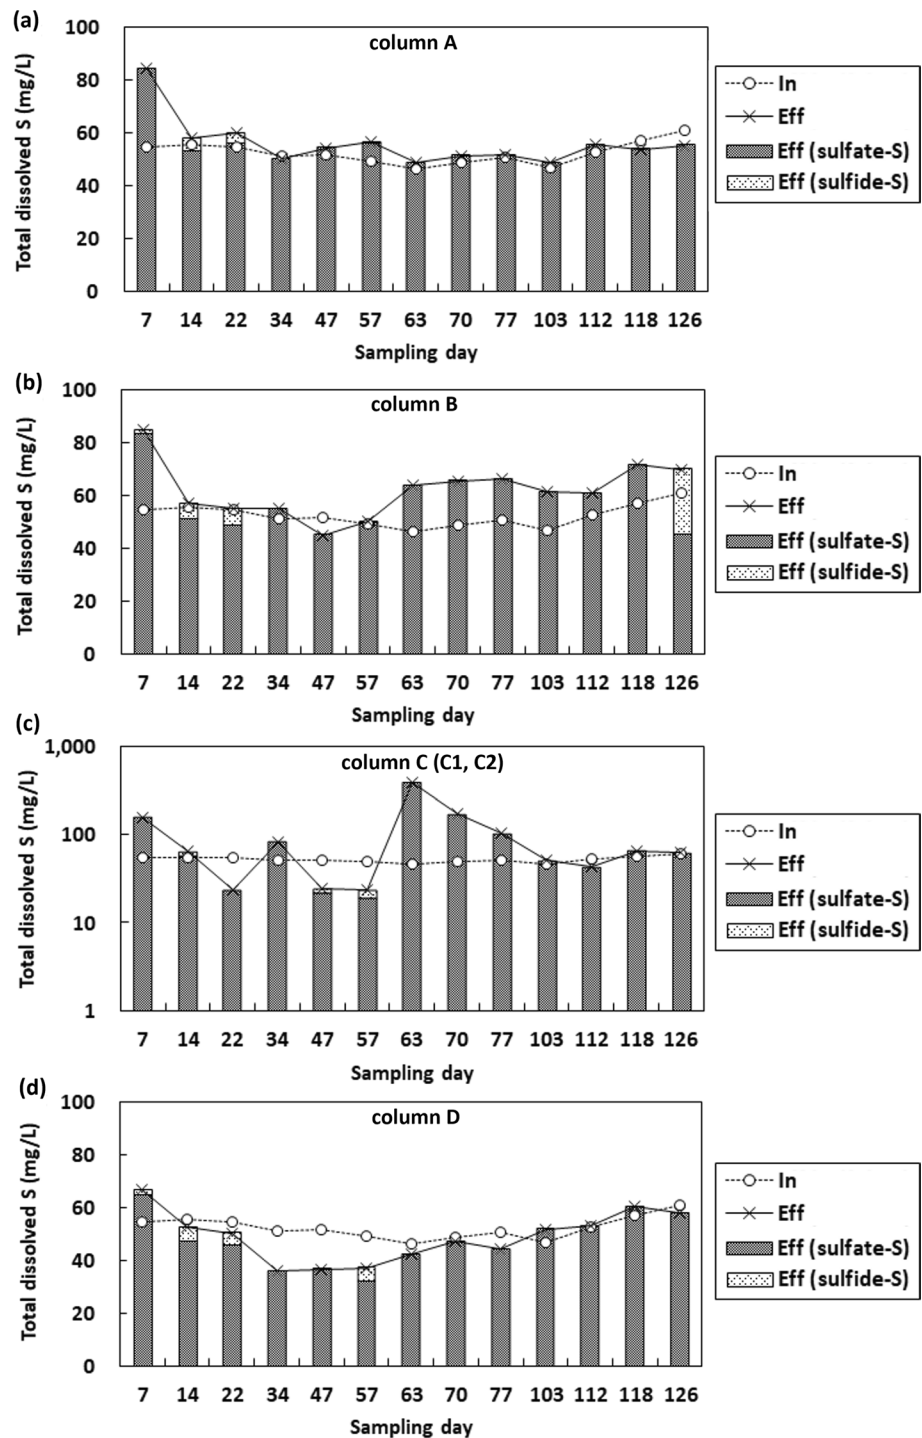 (a)
column A
Total dissolved S (mg/L)
100
80
60
40
20
0
7 14 22 34 47 57 63 70 77 103 112 118 126
Sampling day
In
Eff
Eff (sulfate-S)
Eff (sulfide-S)
(b)
column B
Total dissolved S (mg/L)
100
80
60
40
20
0
7 14 22 34 47 57 63 70 77 103 112 118 126
Sampling day
In
Eff
Eff (sulfate-S)
Eff (sulfide-S)
(c)
column C (C1, C2)
Total dissolved S (mg/L)
1,000
100
10
1
7 14 22 34 47 57 63 70 77 103 112 118 126
Sampling day
In
Eff
Eff (sulfate-S)
Eff (sulfide-S)
(d)
column D
Total dissolved S (mg/L)
100
80
60
40
20
0
7 14 22 34 47 57 63 70 77 103 112 118 126
Sampling day
In
Eff
Eff (sulfate-S)
Eff (sulfide-S)